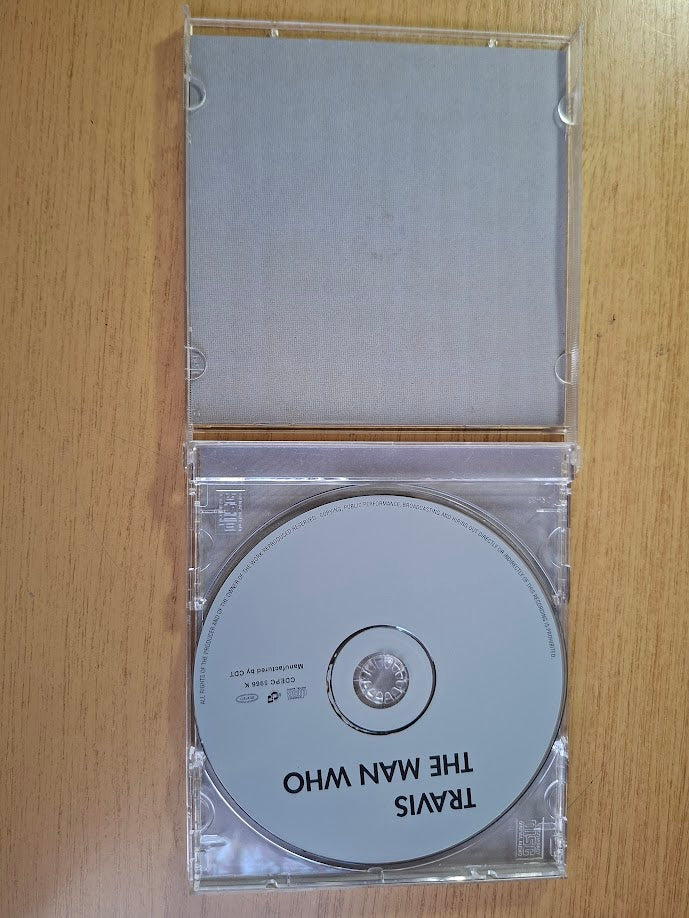 TRAVIS
THE MAN WHO
CDEPC 5966 K
Manufactured by CDT
ALL RIGHTS OF THE PRODUCER AND OF THE OWNER OF THE WORK REPRODUCED RESERVED. COPYING, PUBLIC PERFORMANCE, BROADCASTING AND HIRING OUT DIRECTLY OR INDIRECTLY OF THIS RECORDING IS PROHIBITED.